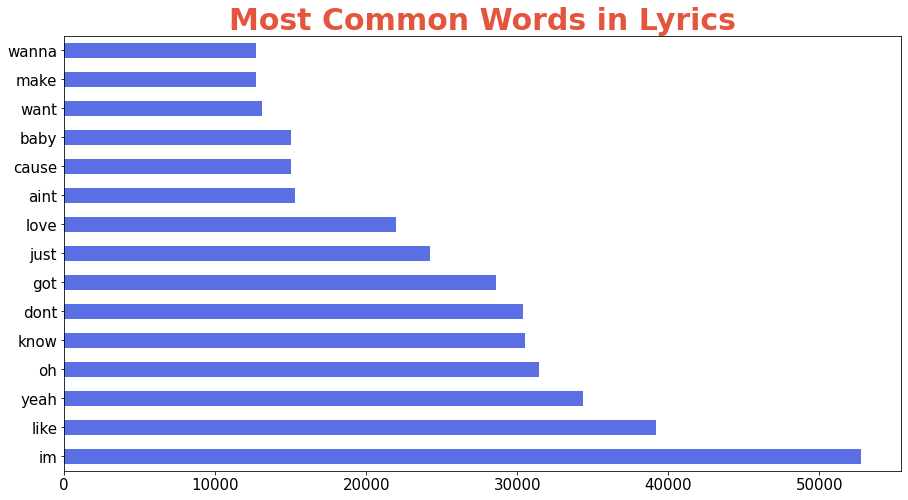 Most Common Words in Lyrics
wanna
make
want
baby
cause
aint
love
just
got
dont
know
oh
yeah
like
im
0 10000 20000 30000 40000 50000